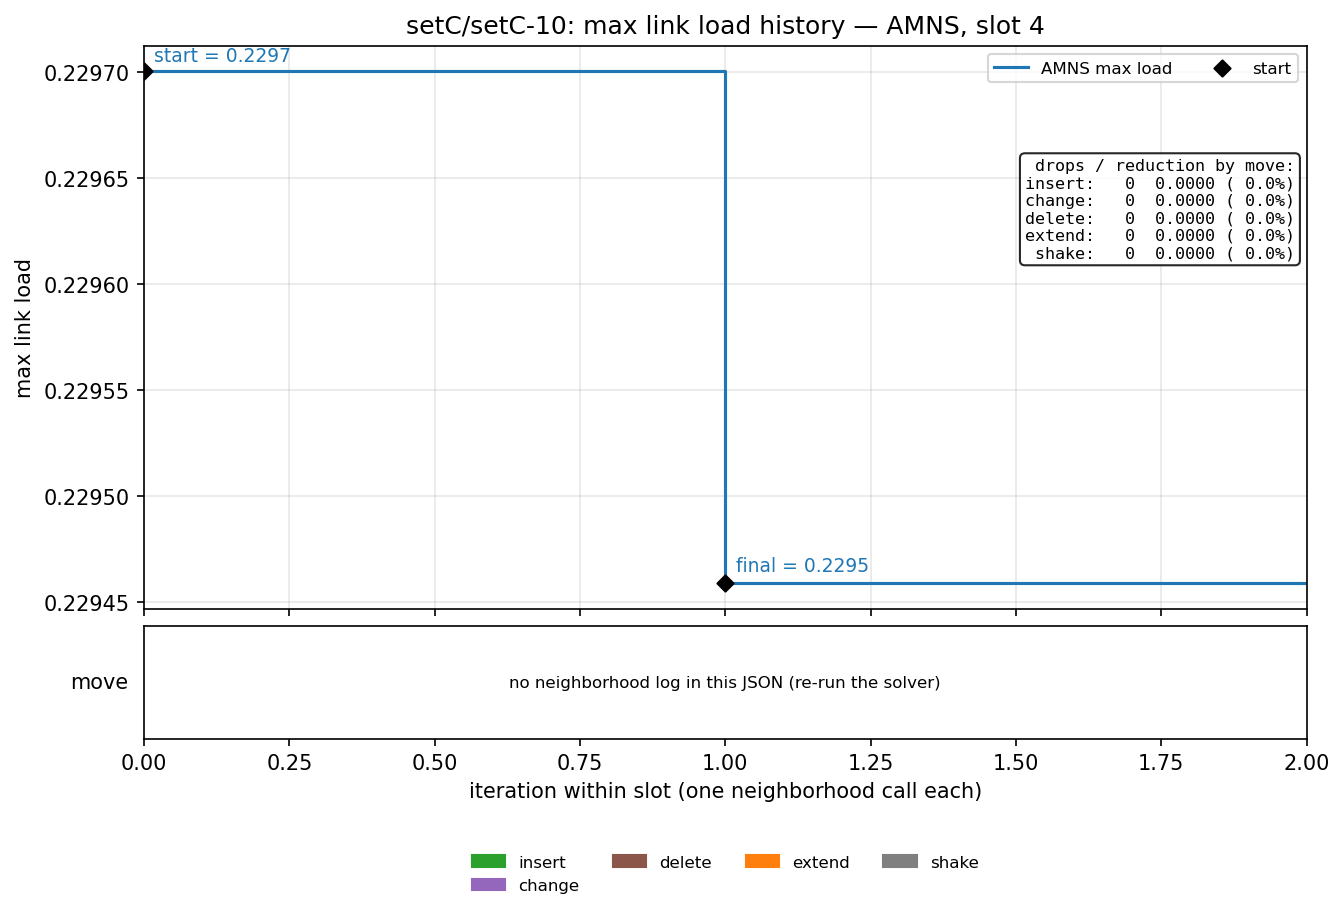 setC/setC-10: max link load history — AMNS, slot 4
start = 0.2297
AMNS max load
start
drops / reduction by move:
insert: 0 0.0000 ( 0.0%)
change: 0 0.0000 ( 0.0%)
delete: 0 0.0000 ( 0.0%)
extend: 0 0.0000 ( 0.0%)
shake: 0 0.0000 ( 0.0%)
0.22970
0.22965
0.22960
0.22955
0.22950
0.22945
max link load
final = 0.2295
move
no neighborhood log in this JSON (re-run the solver)
0.00 0.25 0.50 0.75 1.00 1.25 1.50 1.75 2.00
iteration within slot (one neighborhood call each)
insert delete extend shake
change